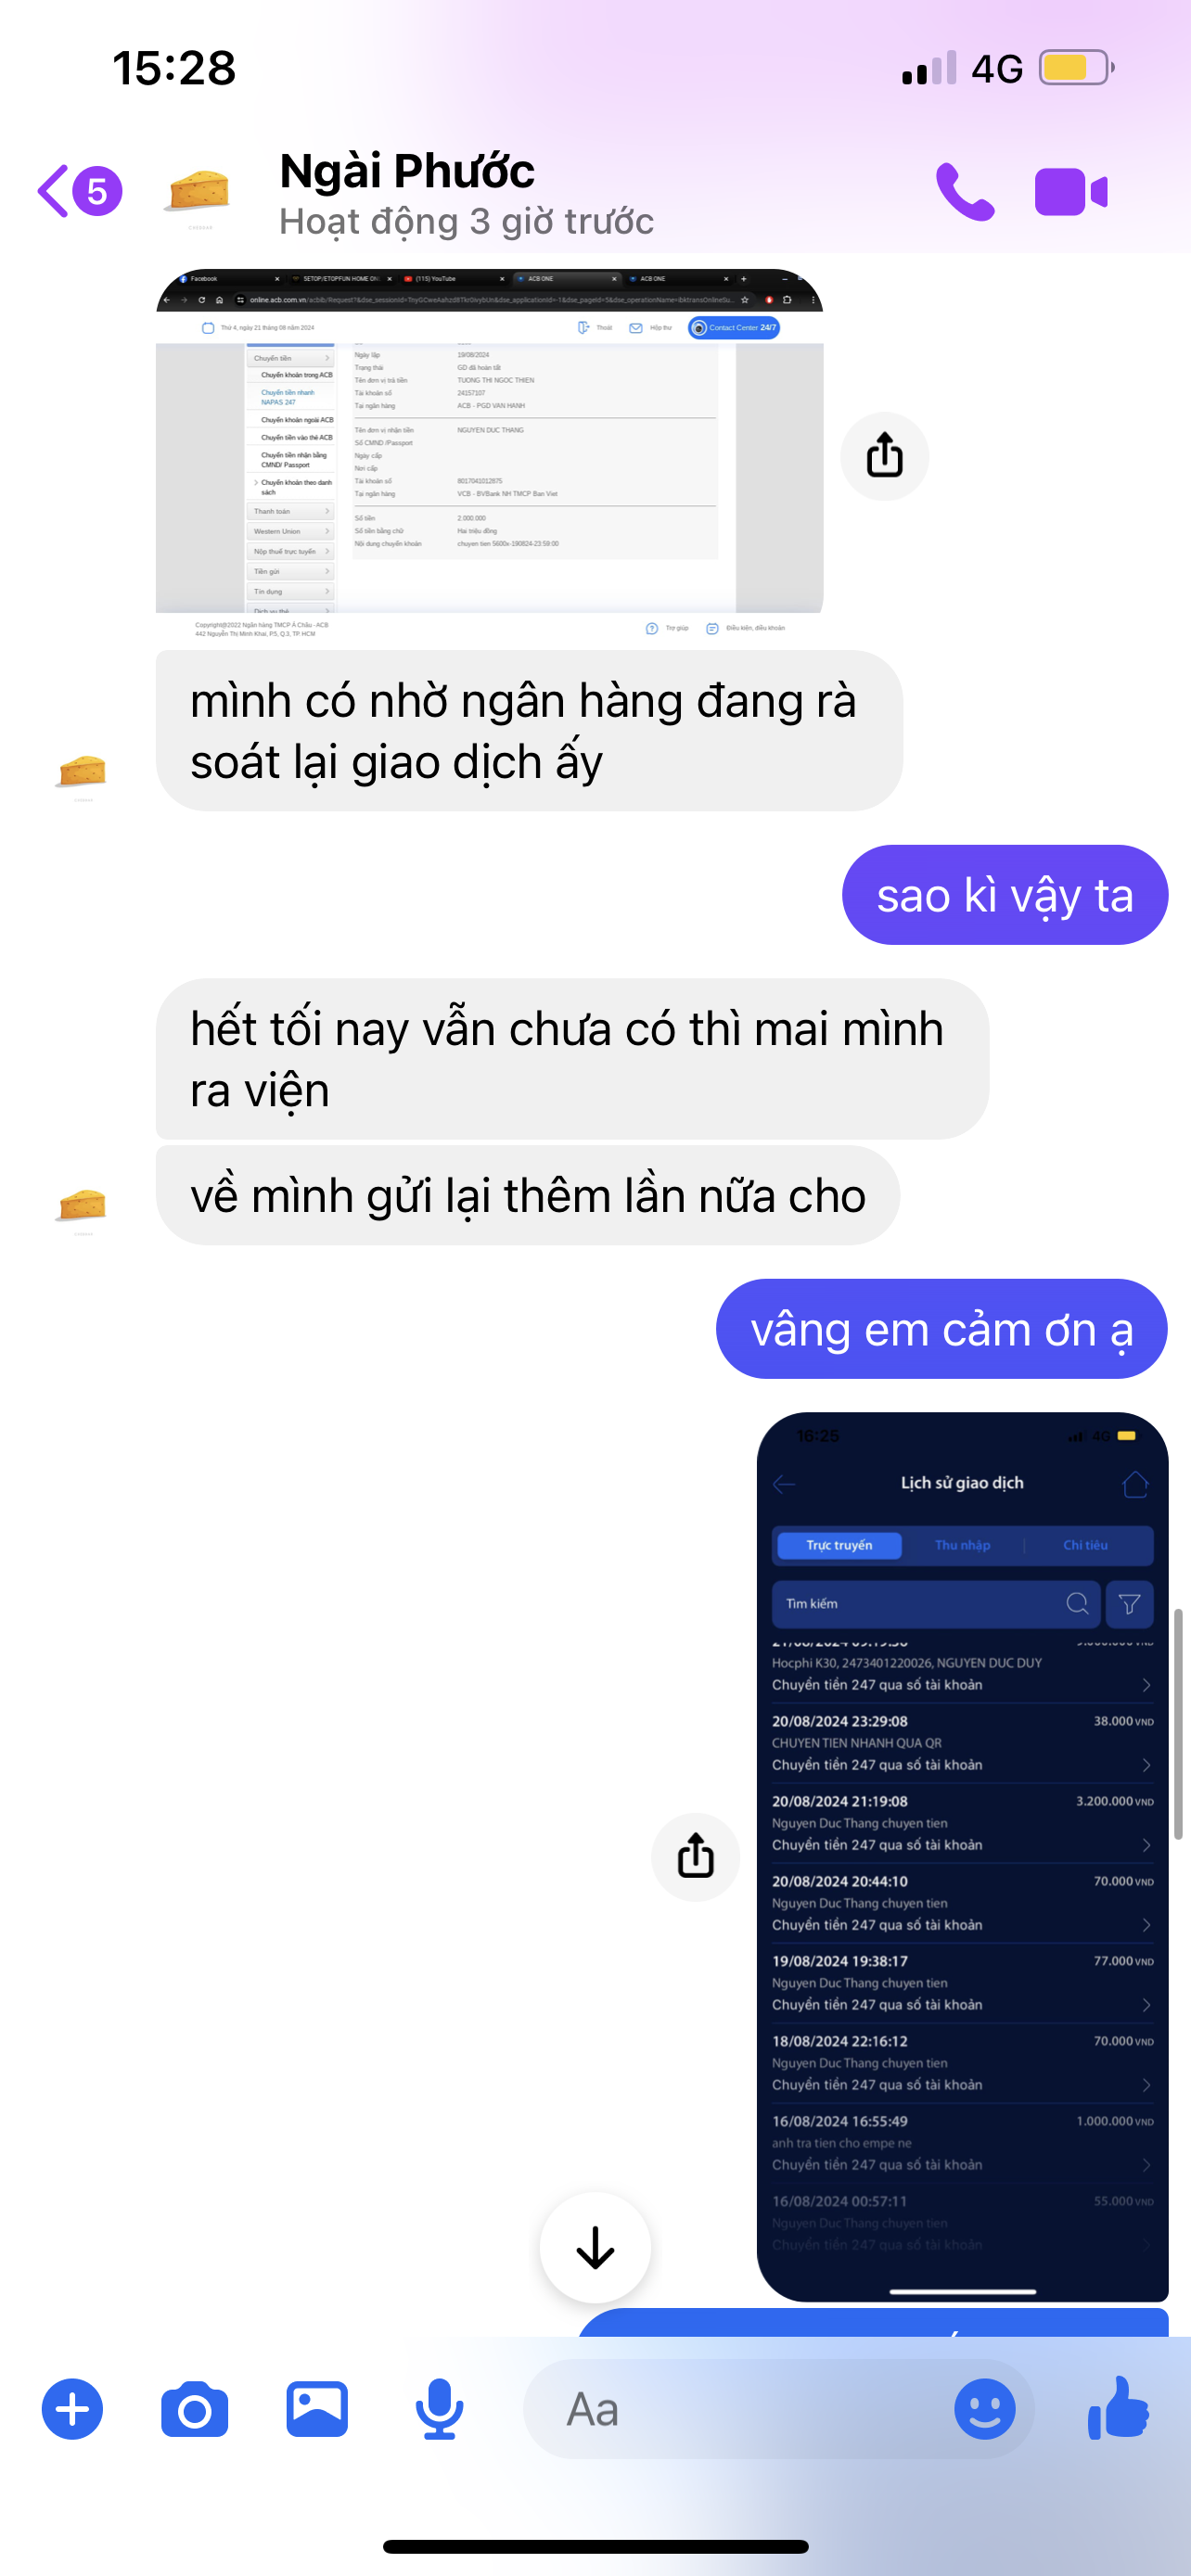 15:28
4G
5
Ngài Phước
Hoạt động 3 giờ trước
Facebook
SETOP/ETOPFUN HOME ON
(115) YouTube
ACB ONE
ACB ONE
Thứ 4, ngày 21 tháng 08 năm 2024
Thoát
Hộp thư
Contact Center 24/7
Chuyển tiền
Chuyển khoản trong ACB
Chuyển tiền nhanh
NAPAS 247
Chuyển khoản ngoài ACB
Chuyển tiền vào thẻ ACB
Chuyển tiền nhận bằng
CMND/ Passport
Chuyển khoản theo danh
sách
Thanh toán
Western Union
Nộp thuế trực tuyến
Tiền gửi
Tín dụng
Dịch vụ thẻ
Ngày lập 19/08/2024
Trạng thái GD đã hoàn tất
Tên đơn vị trả tiền TUONG THI NGOC THIEN
Tài khoản số 24157107
Tại ngân hàng ACB - PGD VAN HANH
Tên đơn vị nhận tiền NGUYEN DUC THANG
Số CMND /Passport
Ngày cấp
Nơi cấp
Tài khoản số 8017041012875
Tại ngân hàng VCB - BVBank NH TMCP Ban Viet
Số tiền 2.000.000
Số tiền bằng chữ Hai triệu đồng
Nội dung chuyển khoản chuyen tien 5600x-190824-23:59:00
Copyright@2022 Ngân hàng TMCP Á Châu - ACB
442 Nguyễn Thị Minh Khai, P.5, Q.3, TP. HCM
Trợ giúp
Điều kiện, điều khoản
mình có nhờ ngân hàng đang rà
soát lại giao dịch ấy
sao kì vậy ta
hết tối nay vẫn chưa có thì mai mình
ra viện
về mình gửi lại thêm lần nữa cho
vâng em cảm ơn ạ
16:25
4G
Lịch sử giao dịch
Trực truyến
Thu nhập
Chi tiêu
Tìm kiếm
Hocphi K30, 2473401220026, NGUYEN DUC DUY
Chuyển tiền 247 qua số tài khoản
20/08/2024 23:29:08 38.000 VND
CHUYEN TIEN NHANH QUA QR
Chuyển tiền 247 qua số tài khoản
20/08/2024 21:19:08 3.200.000 VND
Nguyen Duc Thang chuyen tien
Chuyển tiền 247 qua số tài khoản
20/08/2024 20:44:10 70.000 VND
Nguyen Duc Thang chuyen tien
Chuyển tiền 247 qua số tài khoản
19/08/2024 19:38:17 77.000 VND
Nguyen Duc Thang chuyen tien
Chuyển tiền 247 qua số tài khoản
18/08/2024 22:16:12 70.000 VND
Nguyen Duc Thang chuyen tien
Chuyển tiền 247 qua số tài khoản
16/08/2024 16:55:49 1.000.000 VND
anh tra tien cho empe ne
Chuyển tiền 247 qua số tài khoản
16/08/2024 00:57:11 55.000 VND
Nguyen Duc Thang chuyen tien
Chuyển tiền 247 qua số tài khoản
Aa